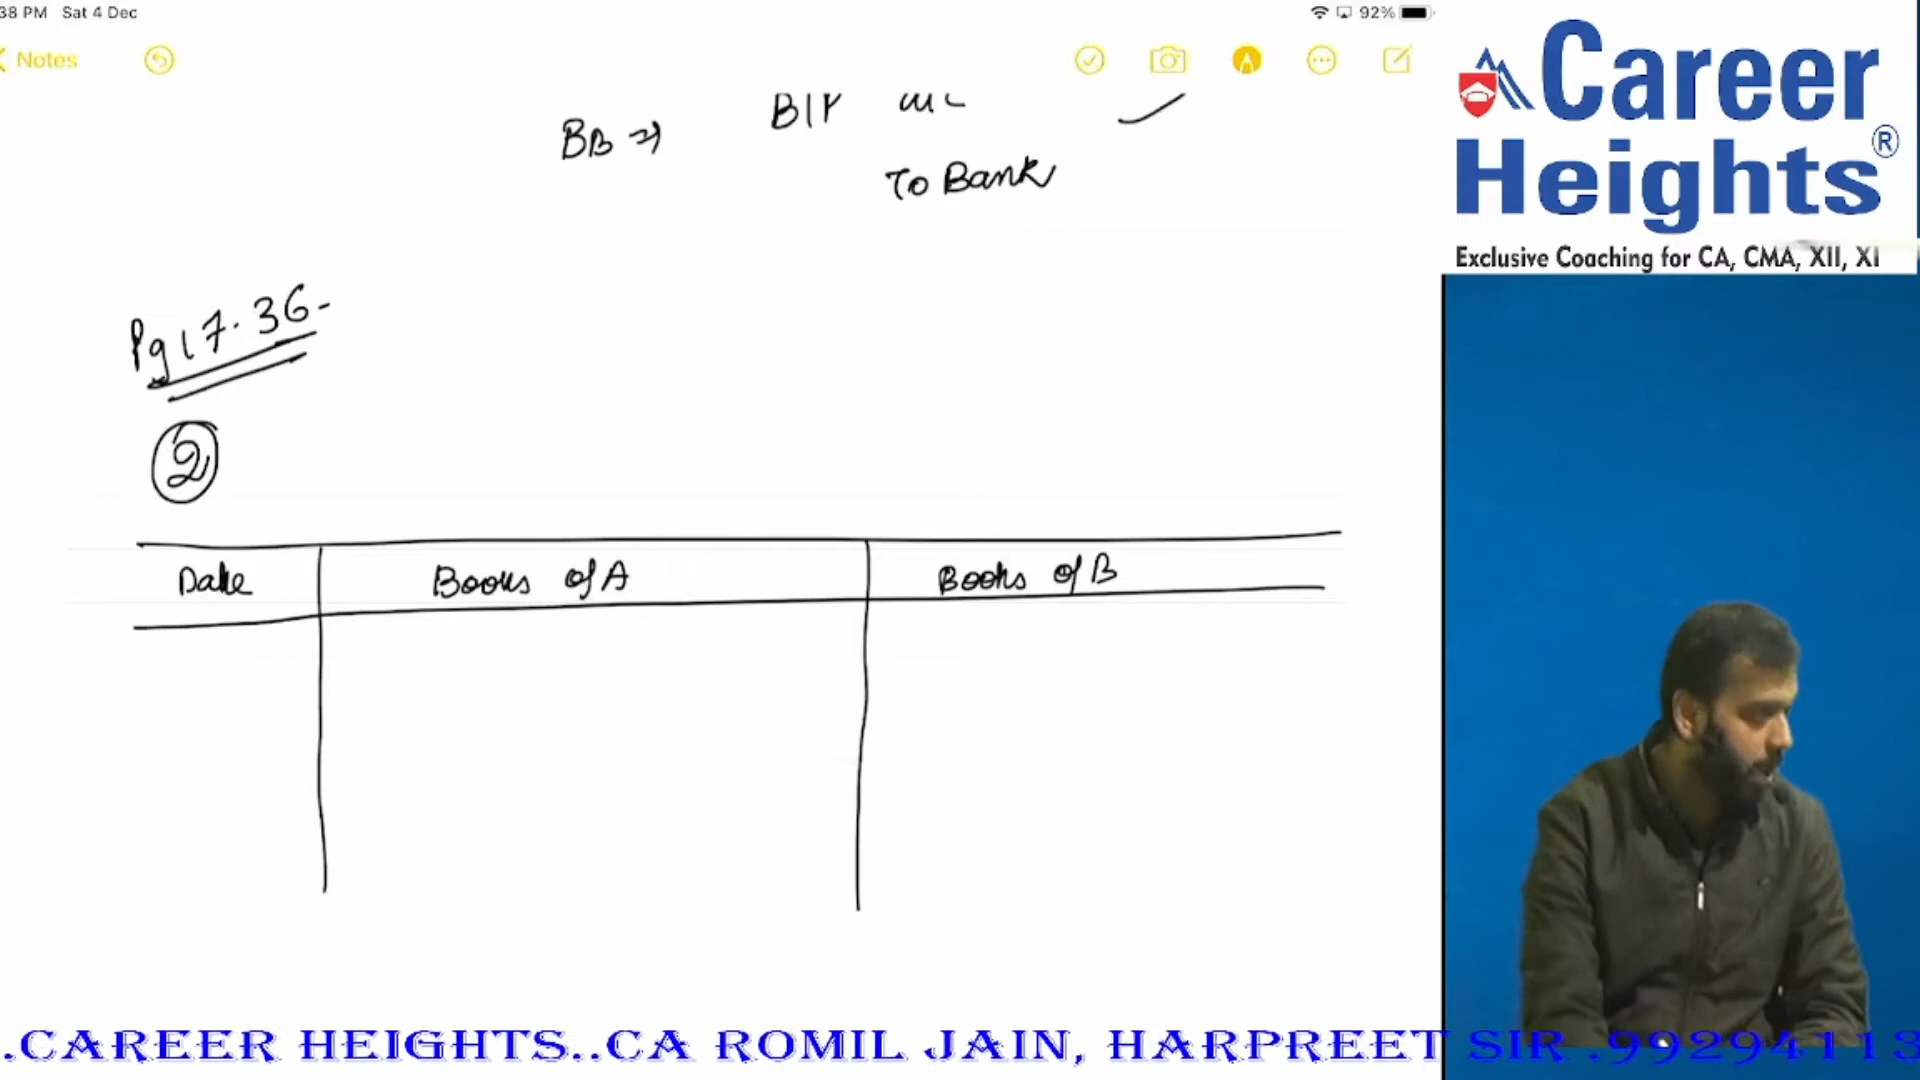 38 PM Sat 4 Dec
92%
Notes
BB ⇒ B/P
To Bank
Pg 17.36-
2
Date Books of A Books of B
Career
Heights®
Exclusive Coaching for CA, CMA, XII, XI
.CAREER HEIGHTS..CA ROMIL JAIN, HARPREET SIR .99294113